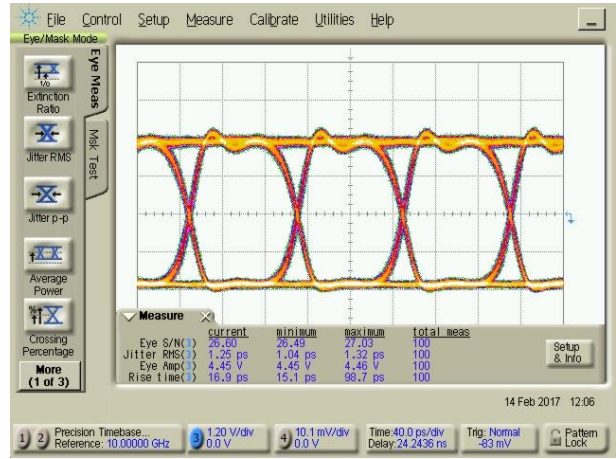 File Control Setup Measure Calibrate Utilities Help
Eye/Mask Mode
Eye Meas
Msk Test
Extinction
Ratio
Jitter RMS
Jitter p-p
Average
Power
Crossing
Percentage
More
(1 of 3)
Measure
current minimum maximum total meas
Eye S/N(3) 26.60 26.49 27.03 100
Jitter RMS(3) 1.25 ps 1.04 ps 1.32 ps 100
Eye Amp(3) 4.45 V 4.45 V 4.46 V 100
Rise time(3) 16.9 ps 15.1 ps 98.7 ps 100
Setup
& Info
14 Feb 2017 12:06
1 2 Precision Timebase...
Reference: 10.00000 GHz
3 1.20 V/div
0.0 V
4 10.1 mV/div
0.0 V
Time:40.0 ps/div
Delay:24.2436 ns
Trig: Normal
-83 mV
Pattern
Lock